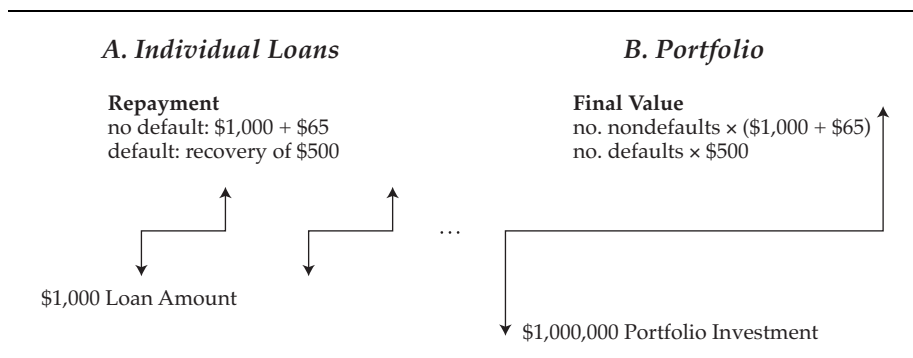 A. Individual Loans
Repayment
no default: $1,000 + $65
default: recovery of $500
$1,000 Loan Amount
…
B. Portfolio
Final Value
no. nondefaults × ($1,000 + $65)
no. defaults × $500
$1,000,000 Portfolio Investment